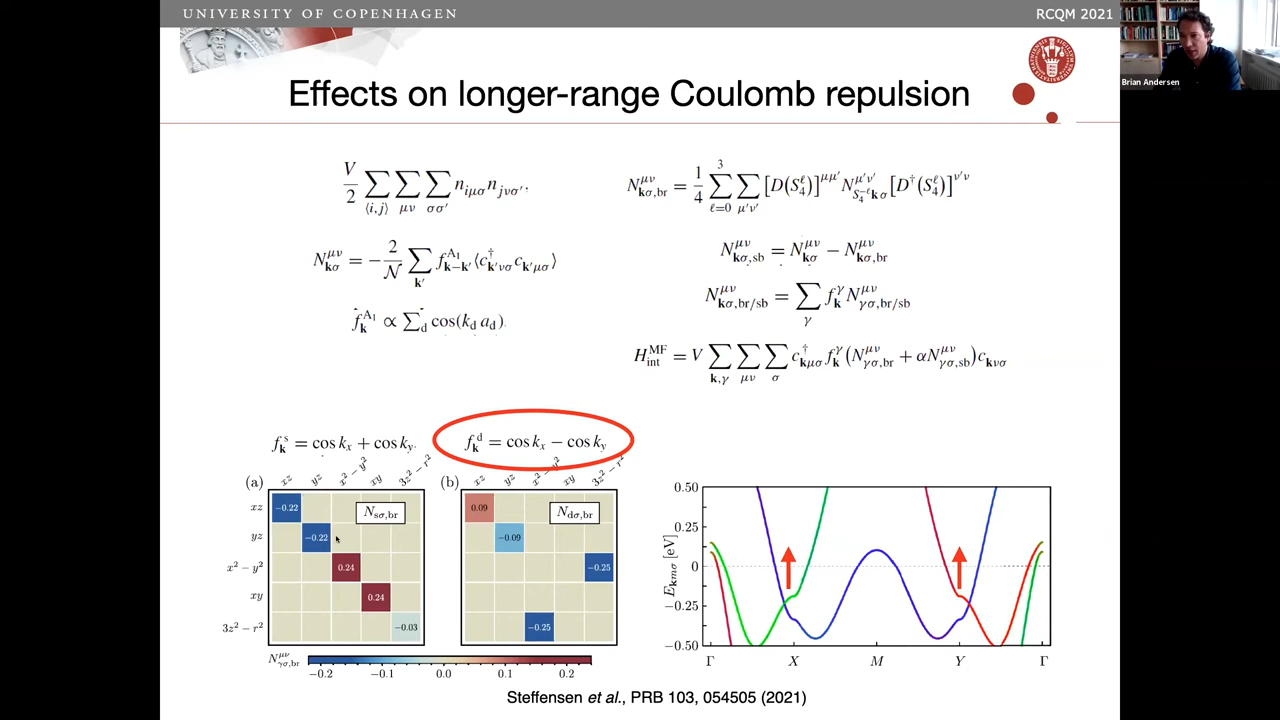 UNIVERSITY OF COPENHAGEN
RCQM 2021
Brian Andersen
Effects on longer-range Coulomb repulsion
V/2 ∑_{⟨i,j⟩} ∑_{μν} ∑_{σσ′} n_{iμσ} n_{jνσ′},
N^{μν}_{kσ} = −2/𝒩 ∑_{k′} f^{A₁}_{k−k′} ⟨c†_{k′νσ} c_{k′μσ}⟩
f^{A₁}_k ∝ ∑_d cos(k_d a_d).
N^{μν}_{kσ,br} = 1/4 ∑^{3}_{ℓ=0} ∑_{μ′ν′} [D(S^ℓ_4)]^{μμ′} N^{μ′ν′}_{S^{−ℓ}_4 kσ} [D†(S^ℓ_4)]^{ν′ν}
N^{μν}_{kσ,sb} = N^{μν}_{kσ} − N^{μν}_{kσ,br}
N^{μν}_{kσ,br/sb} = ∑_γ f^γ_k N^{μν}_{γσ,br/sb}
H^{MF}_{int} = V ∑_{k,γ} ∑_{μν} ∑_σ c†_{kμσ} f^γ_k (N^{μν}_{γσ,br} + αN^{μν}_{γσ,sb}) c_{kνσ}
f^s_k = cos k_x + cos k_y.
f^d_k = cos k_x − cos k_y
(a)
xz yz x² − y² xy 3z² − r²
xz −0.22
yz −0.22
x² − y² 0.24
xy 0.24
3z² − r² −0.03
N_{sσ,br}
(b)
xz yz x² − y² xy 3z² − r²
0.09
−0.09
−0.25
−0.25
N_{dσ,br}
N^{μν}_{γσ,br}
−0.2 −0.1 0.0 0.1 0.2
E_{kmσ} [eV]
0.50
0.25
0
−0.25
−0.50
Γ X M Y Γ
Steffensen et al., PRB 103, 054505 (2021)